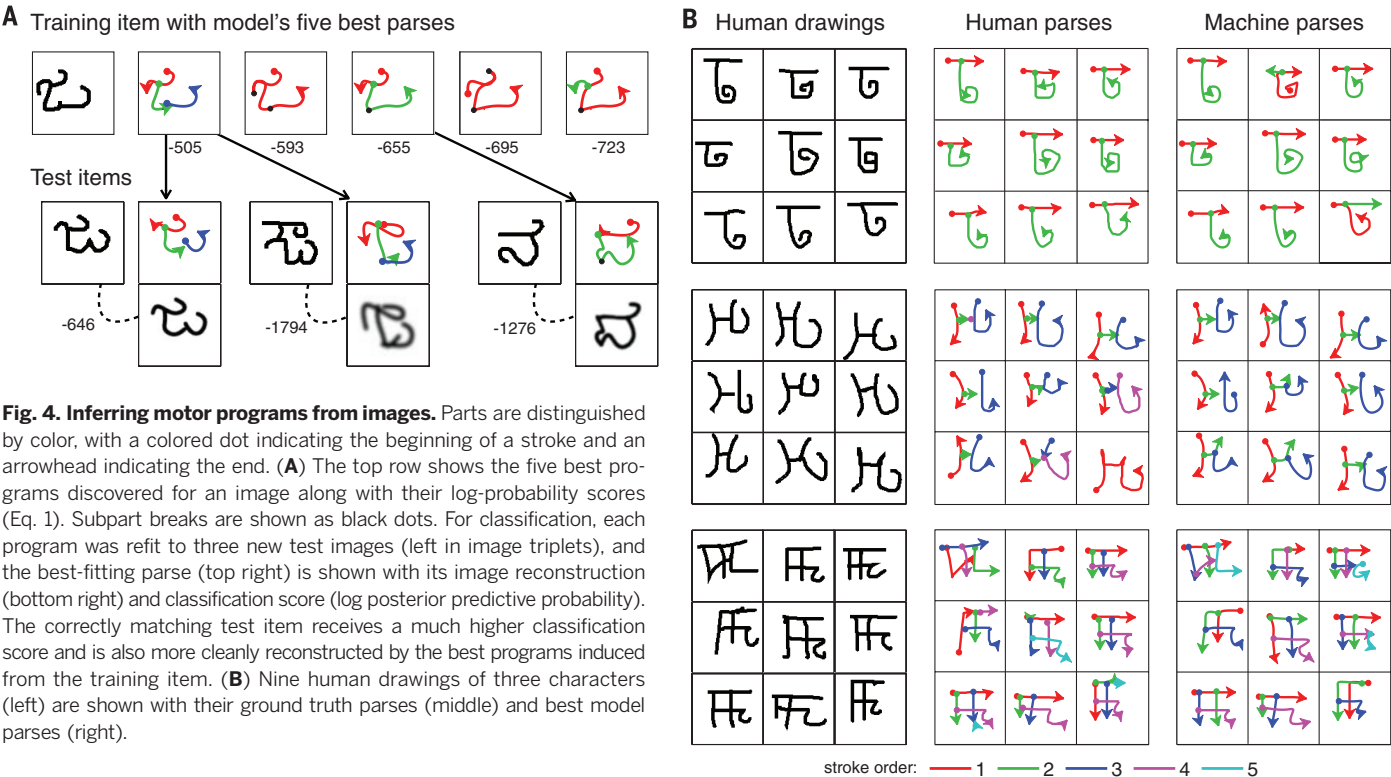 A Training item with model's five best parses
-505
-593
-655
-695
-723
Test items
-646
-1794
-1276
Fig. 4. Inferring motor programs from images. Parts are distinguished
by color, with a colored dot indicating the beginning of a stroke and an
arrowhead indicating the end. (A) The top row shows the five best pro-
grams discovered for an image along with their log-probability scores
(Eq. 1). Subpart breaks are shown as black dots. For classification, each
program was refit to three new test images (left in image triplets), and
the best-fitting parse (top right) is shown with its image reconstruction
(bottom right) and classification score (log posterior predictive probability).
The correctly matching test item receives a much higher classification
score and is also more cleanly reconstructed by the best programs induced
from the training item. (B) Nine human drawings of three characters
(left) are shown with their ground truth parses (middle) and best model
parses (right).
B Human drawings Human parses Machine parses
stroke order: 1 2 3 4 5